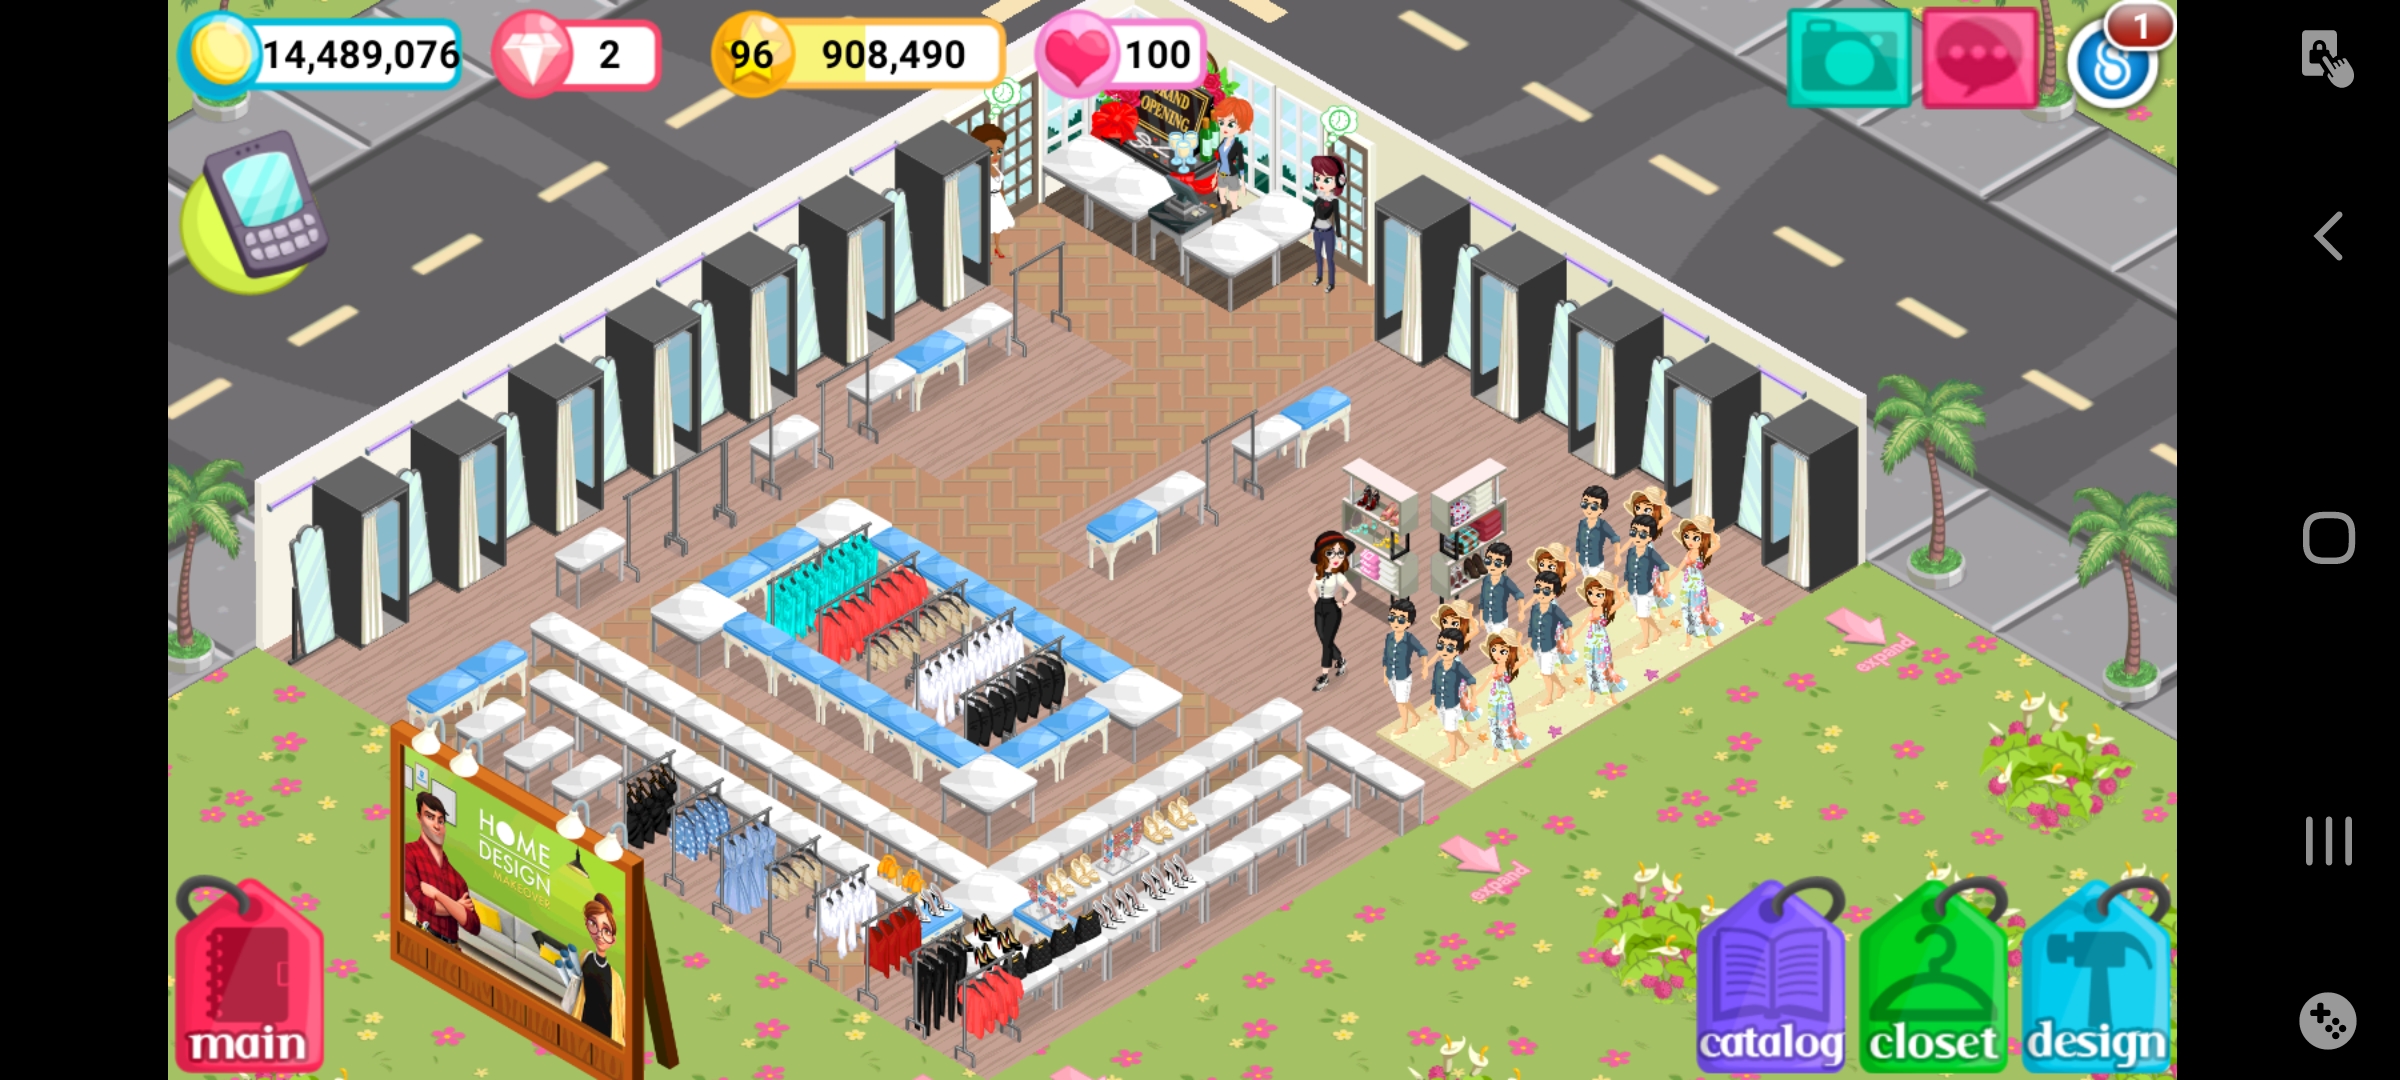 14,489,076
2
96
908,490
100
1
GRAND
OPENING
expand
expand
HOME
DESIGN
MAKEOVER
main
catalog
closet
design